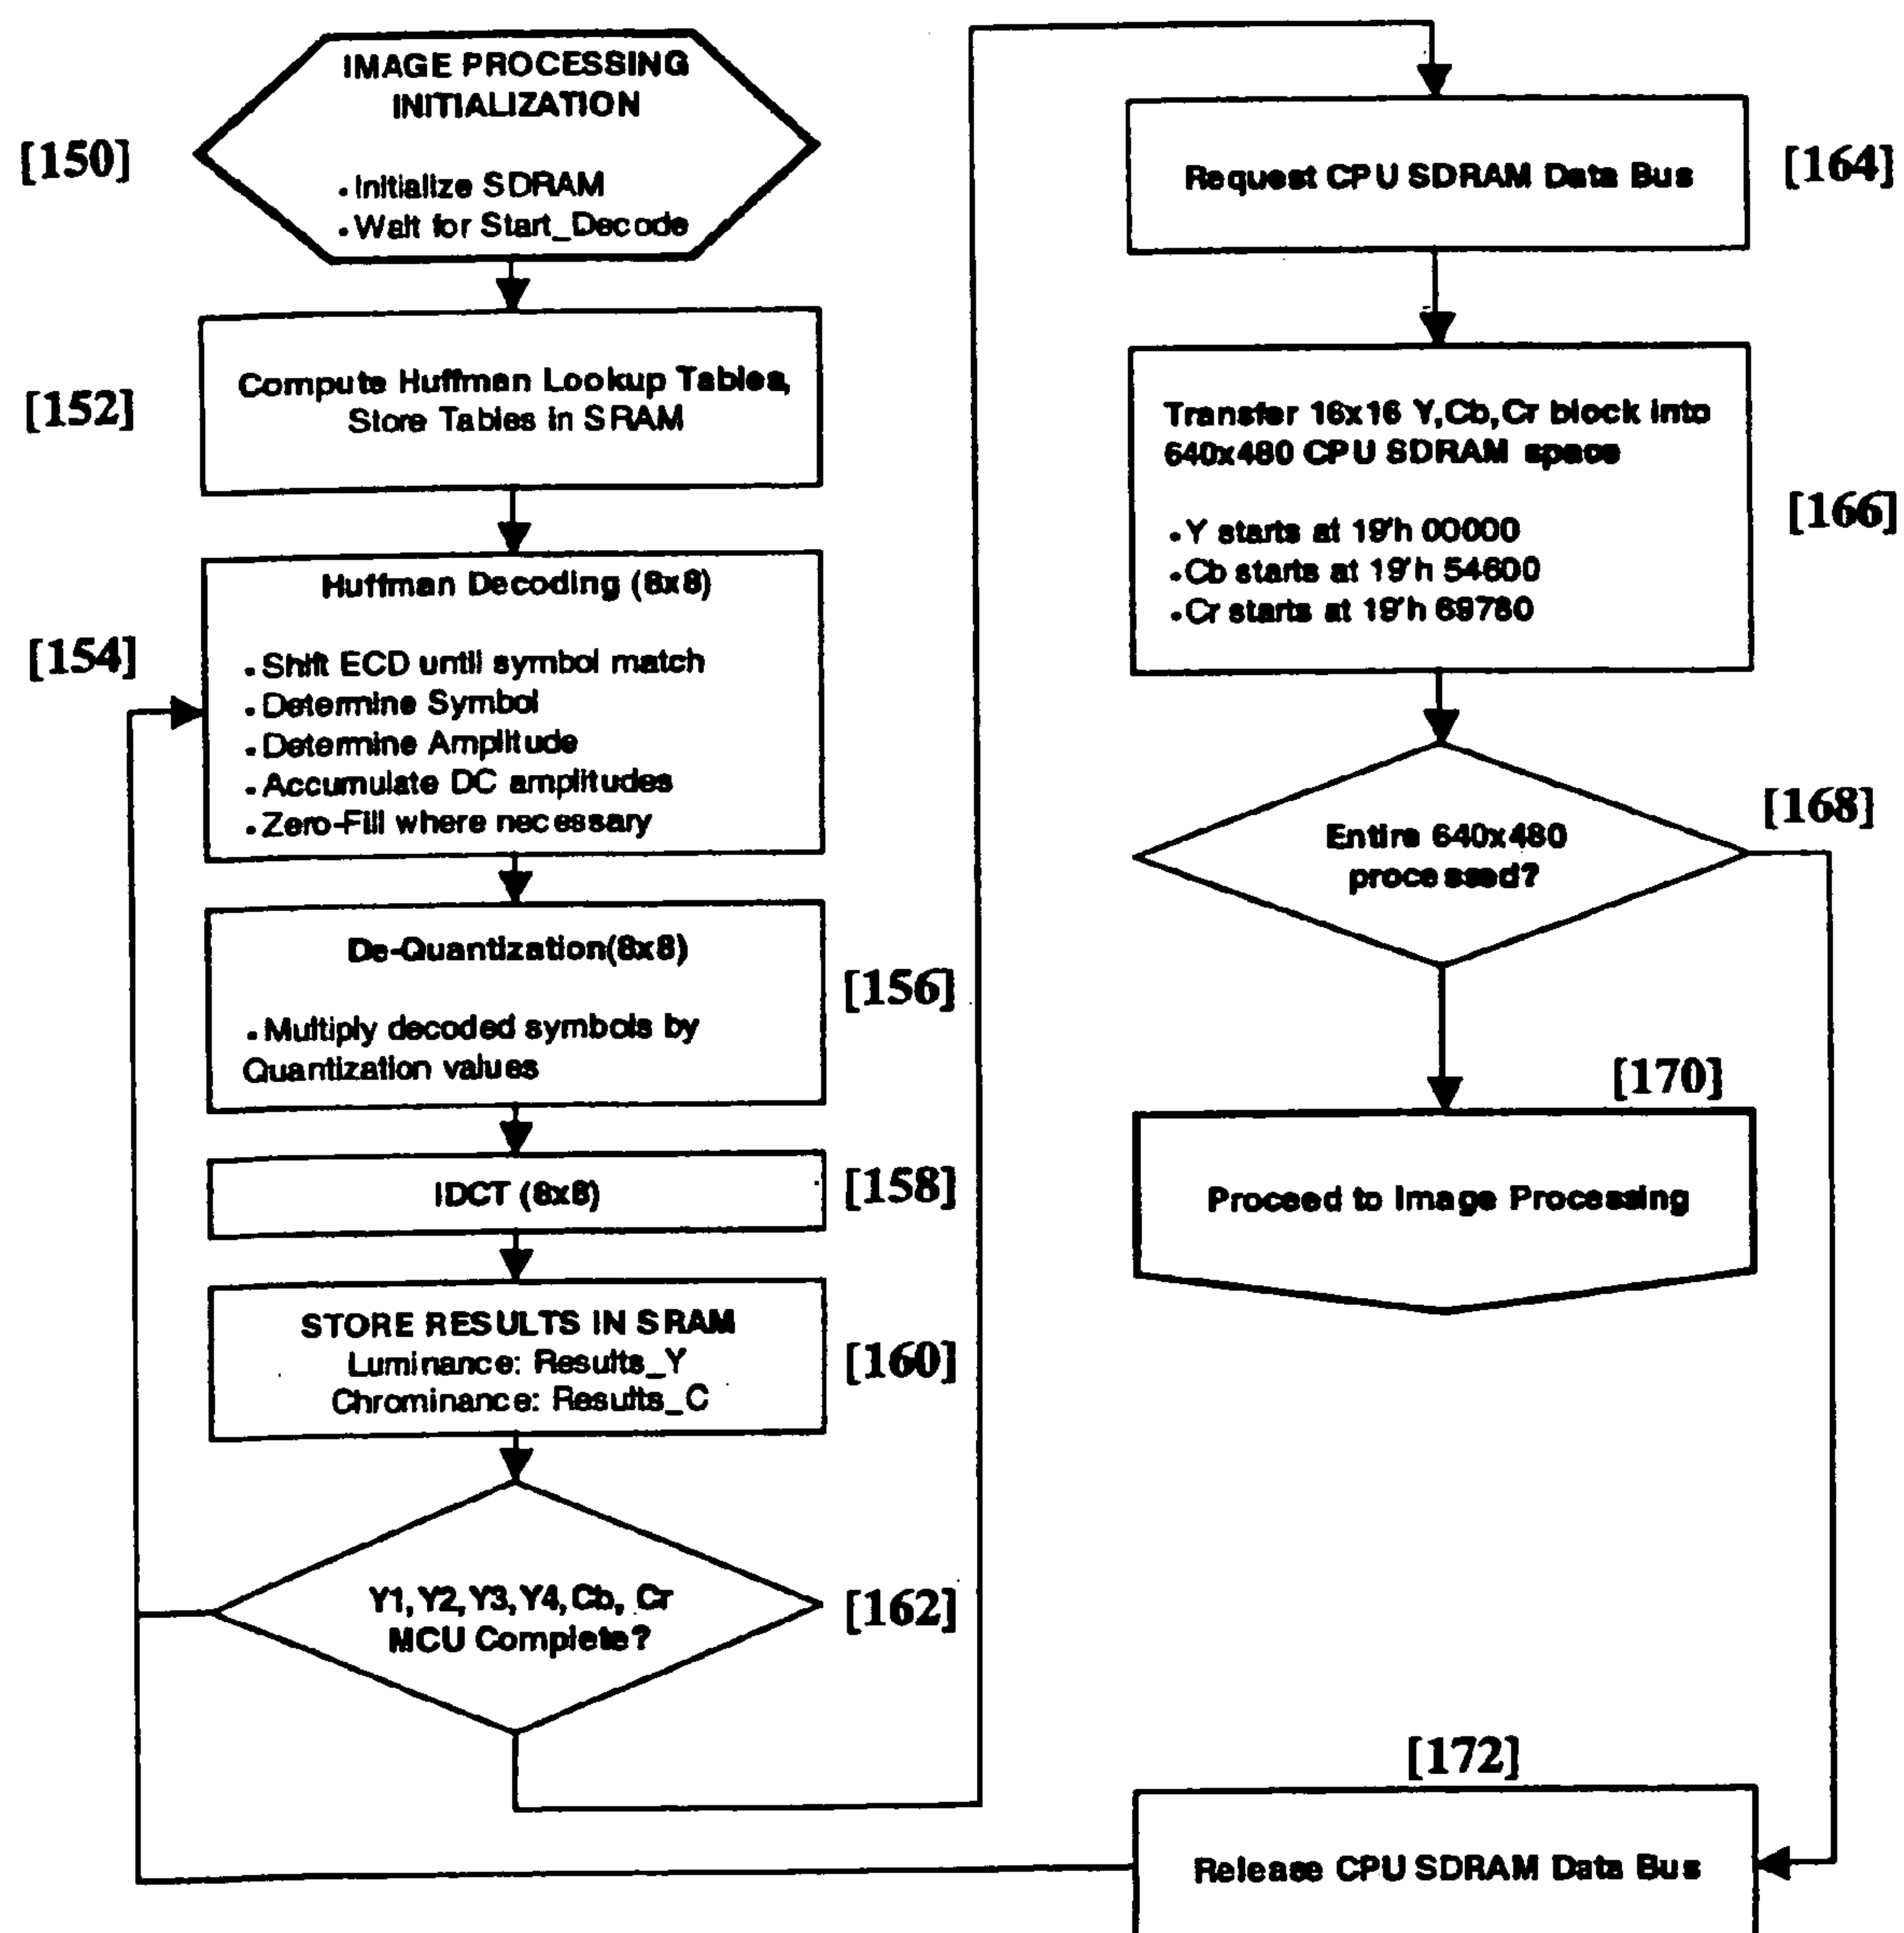 IMAGE PROCESSING
INITIALIZATION
[150]
. Initialize SDRAM
. Wait for Start_Decode
[152]
Compute Huffman Lookup Tables,
Store Tables in SRAM
Huffman Decoding (8x8)
[154]
. Shift ECD until symbol match
. Determine Symbol
. Determine Amplitude
. Accumulate DC amplitudes
. Zero-Fill where necessary
De-Quantization(8x8)
[156]
. Multiply decoded symbols by
Quantization values
IDCT (8x8)
[158]
STORE RESULTS IN SRAM
Luminance: Results_Y
Chrominance: Results_C
[160]
Y1,Y2,Y3,Y4,Cb, Cr
MCU Complete?
[162]
Request CPU SDRAM Data Bus
[164]
Transfer 16x16 Y,Cb,Cr block into
640x480 CPU SDRAM space
[166]
. Y starts at 19'h 00000
. Cb starts at 19'h 54600
. Cr starts at 19'h 69780
[168]
Entire 640x480
processed?
[170]
Proceed to Image Processing
[172]
Release CPU SDRAM Data Bus